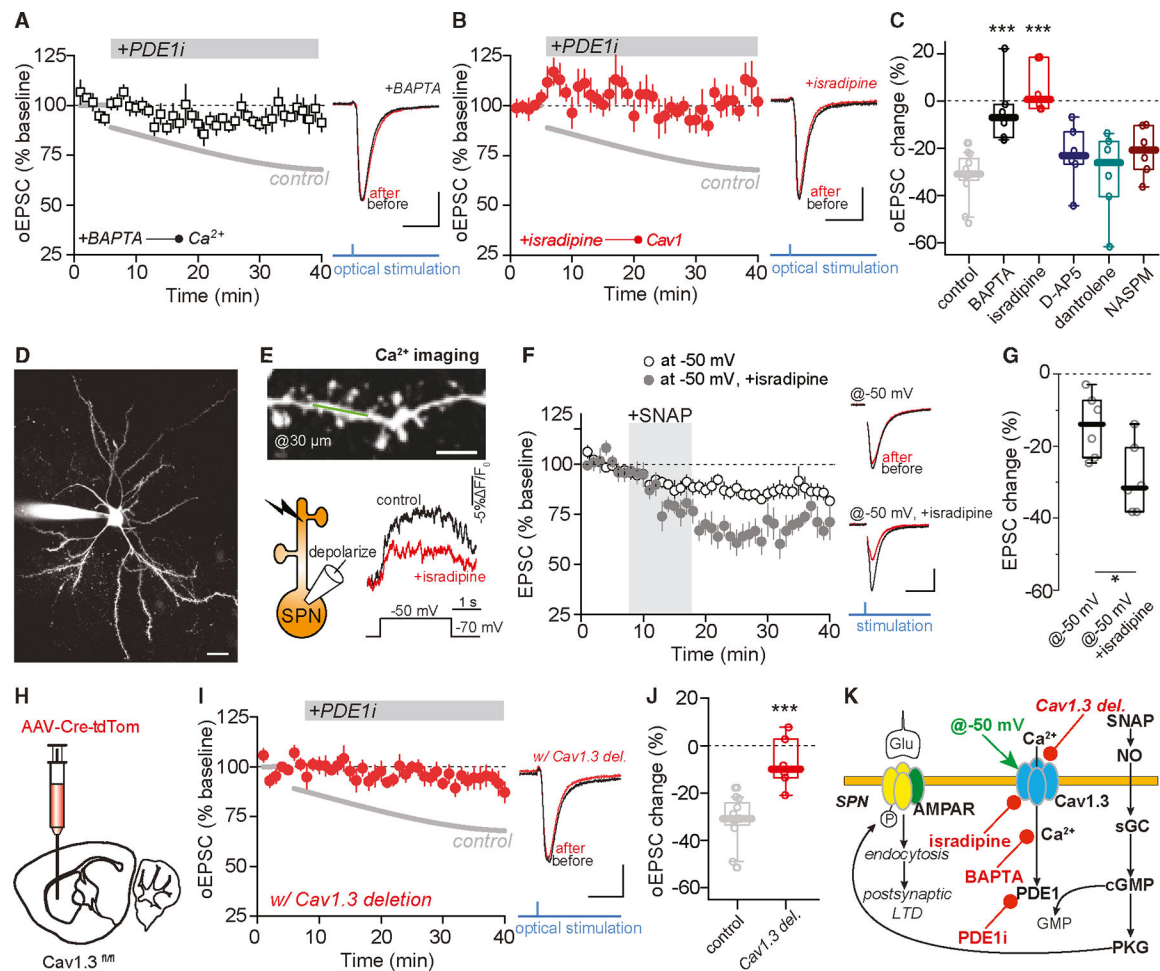 A
+PDE1i
125
100
75
50
25
oEPSC (% baseline)
0
10
20
30
40
Time (min)
+BAPTA
control
after
before
+BAPTA Ca²⁺
optical stimulation
B
+PDE1i
125
100
75
50
25
oEPSC (% baseline)
0
10
20
30
40
Time (min)
+isradipine
control
after
before
+isradipine Cav1
optical stimulation
C
*** ***
20
0
-20
-40
-60
oEPSC change (%)
control
BAPTA
isradipine
D-AP5
dantrolene
NASPM
D
E
Ca²⁺ imaging
@30 µm
5%ΔF/F₀
control
+isradipine
depolarize
SPN
1 s
-50 mV
-70 mV
F
at -50 mV
at -50 mV, +isradipine
+SNAP
125
100
75
50
25
EPSC (% baseline)
0
10
20
30
40
Time (min)
@-50 mV
after
before
@-50 mV, +isradipine
stimulation
G
0
-20
-40
-60
EPSC change (%)
*
@-50 mV
@-50 mV
+isradipine
H
AAV-Cre-tdTom
Cav1.3 fl/fl
I
+PDE1i
125
100
75
50
25
oEPSC (% baseline)
0
10
20
30
40
Time (min)
w/ Cav1.3 del.
control
after
before
w/ Cav1.3 deletion
optical stimulation
J
***
20
0
-20
-40
-60
oEPSC change (%)
control
Cav1.3 del.
K
Cav1.3 del.
SNAP
@-50 mV
Ca²⁺
Glu
NO
SPN
AMPAR
Cav1.3
P
isradipine
Ca²⁺
sGC
endocytosis
BAPTA
postsynaptic
LTD
PDE1
cGMP
GMP
PDE1i
PKG